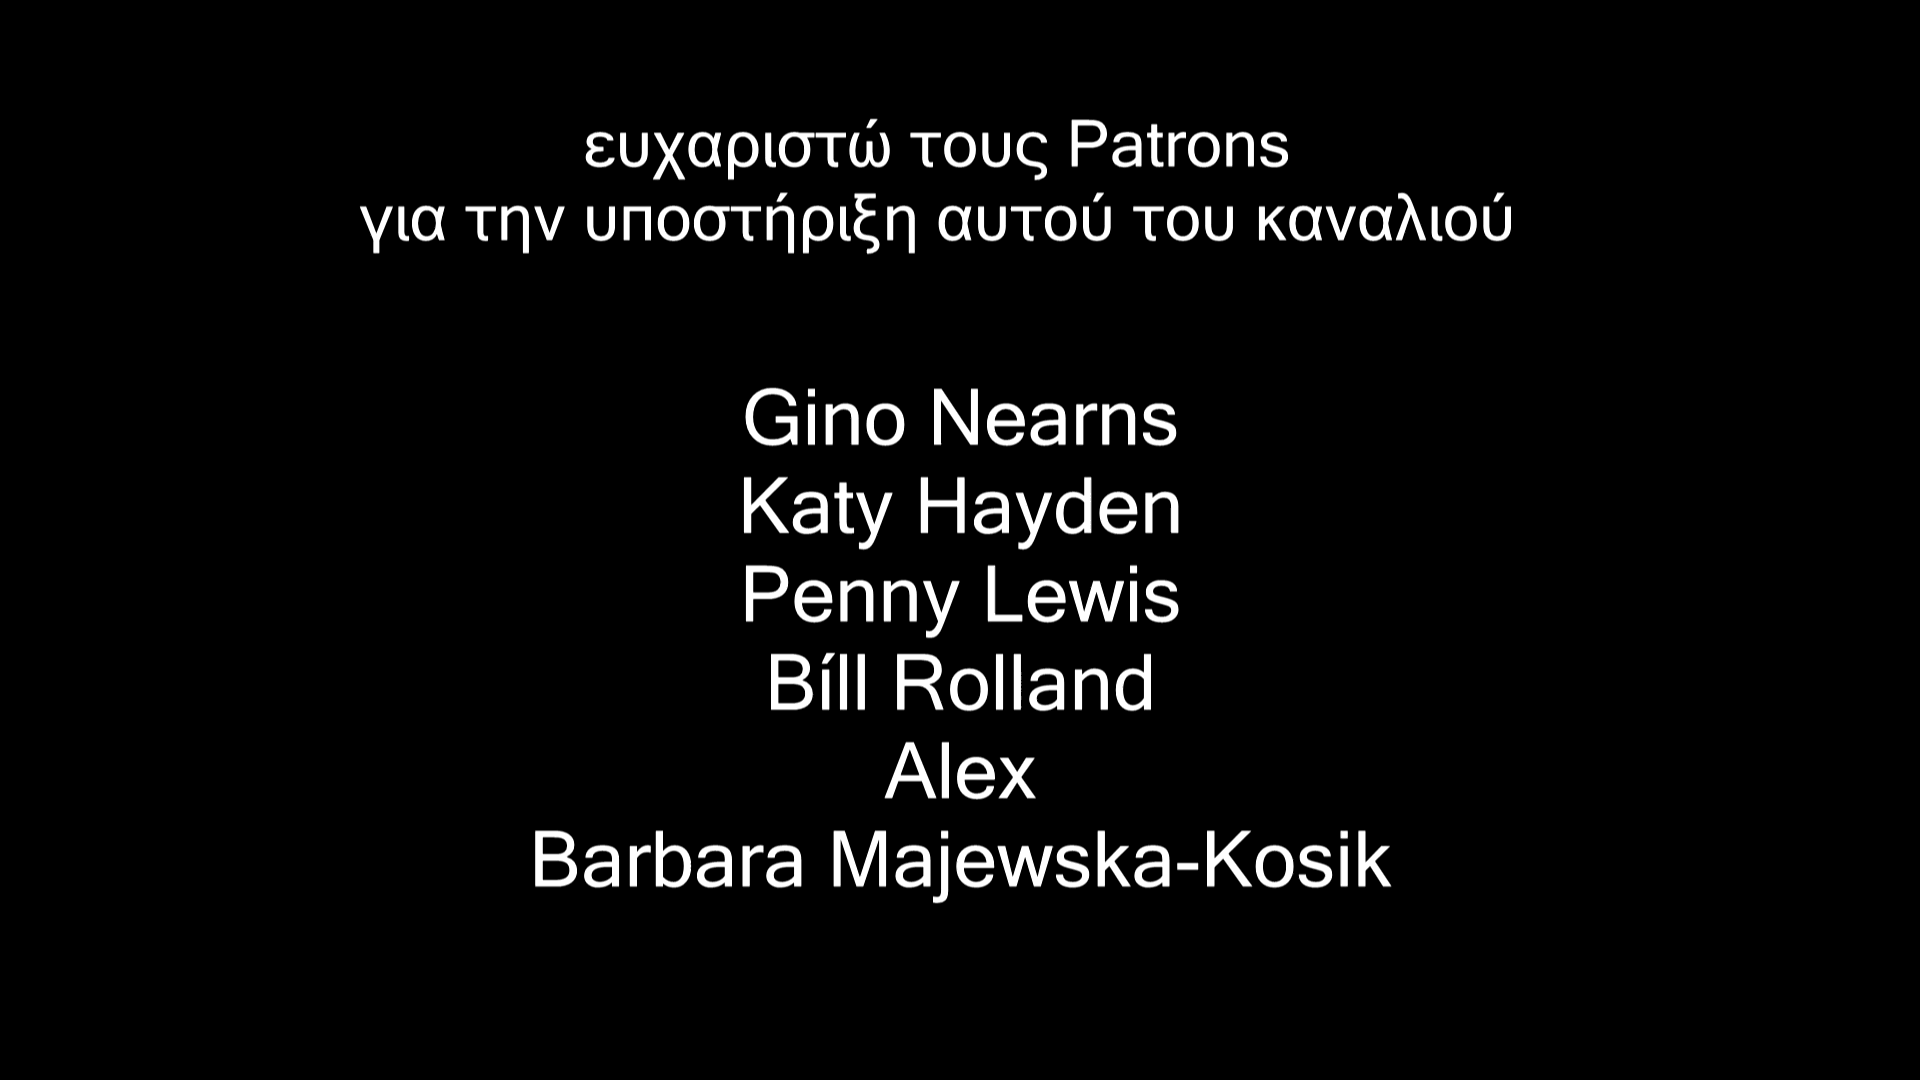 ευχαριστώ τους Patrons
για την υποστήριξη αυτού του καναλιού
Gino Nearns
Katy Hayden
Penny Lewis
Bíll Rolland
Alex
Barbara Majewska-Kosik